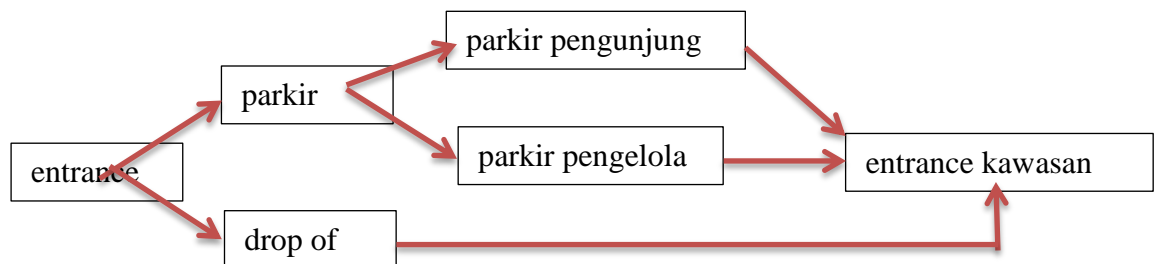 parkir pengunjung
parkir
parkir pengelola
entrance
entrance kawasan
drop of